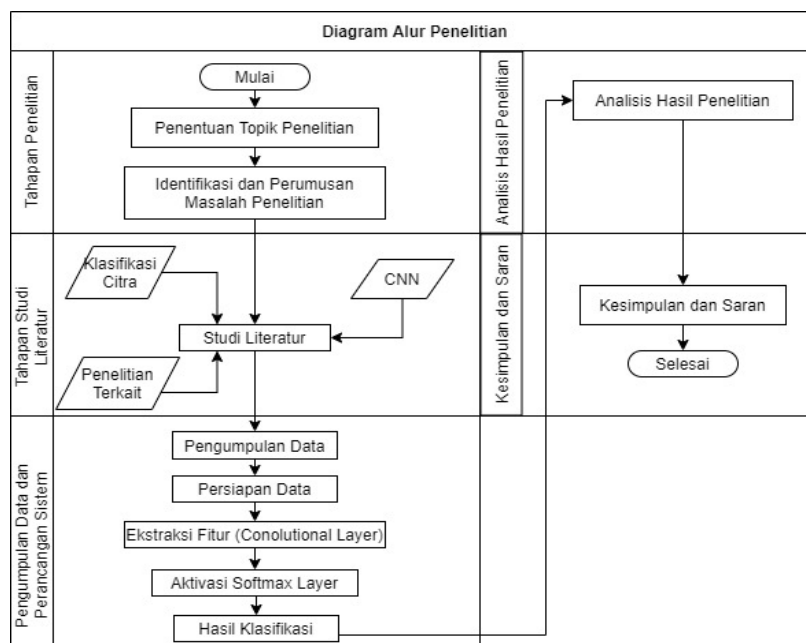 Diagram Alur Penelitian
Tahapan Penelitian
Mulai
Penentuan Topik Penelitian
Identifikasi dan Perumusan
Masalah Penelitian
Tahapan Studi
Literatur
Klasifikasi
Citra
CNN
Studi Literatur
Penelitian
Terkait
Pengumpulan Data dan
Perancangan Sistem
Pengumpulan Data
Persiapan Data
Ekstraksi Fitur (Conolutional Layer)
Aktivasi Softmax Layer
Hasil Klasifikasi
Analisis Hasil Penelitian
Analisis Hasil Penelitian
Kesimpulan dan Saran
Kesimpulan dan Saran
Selesai